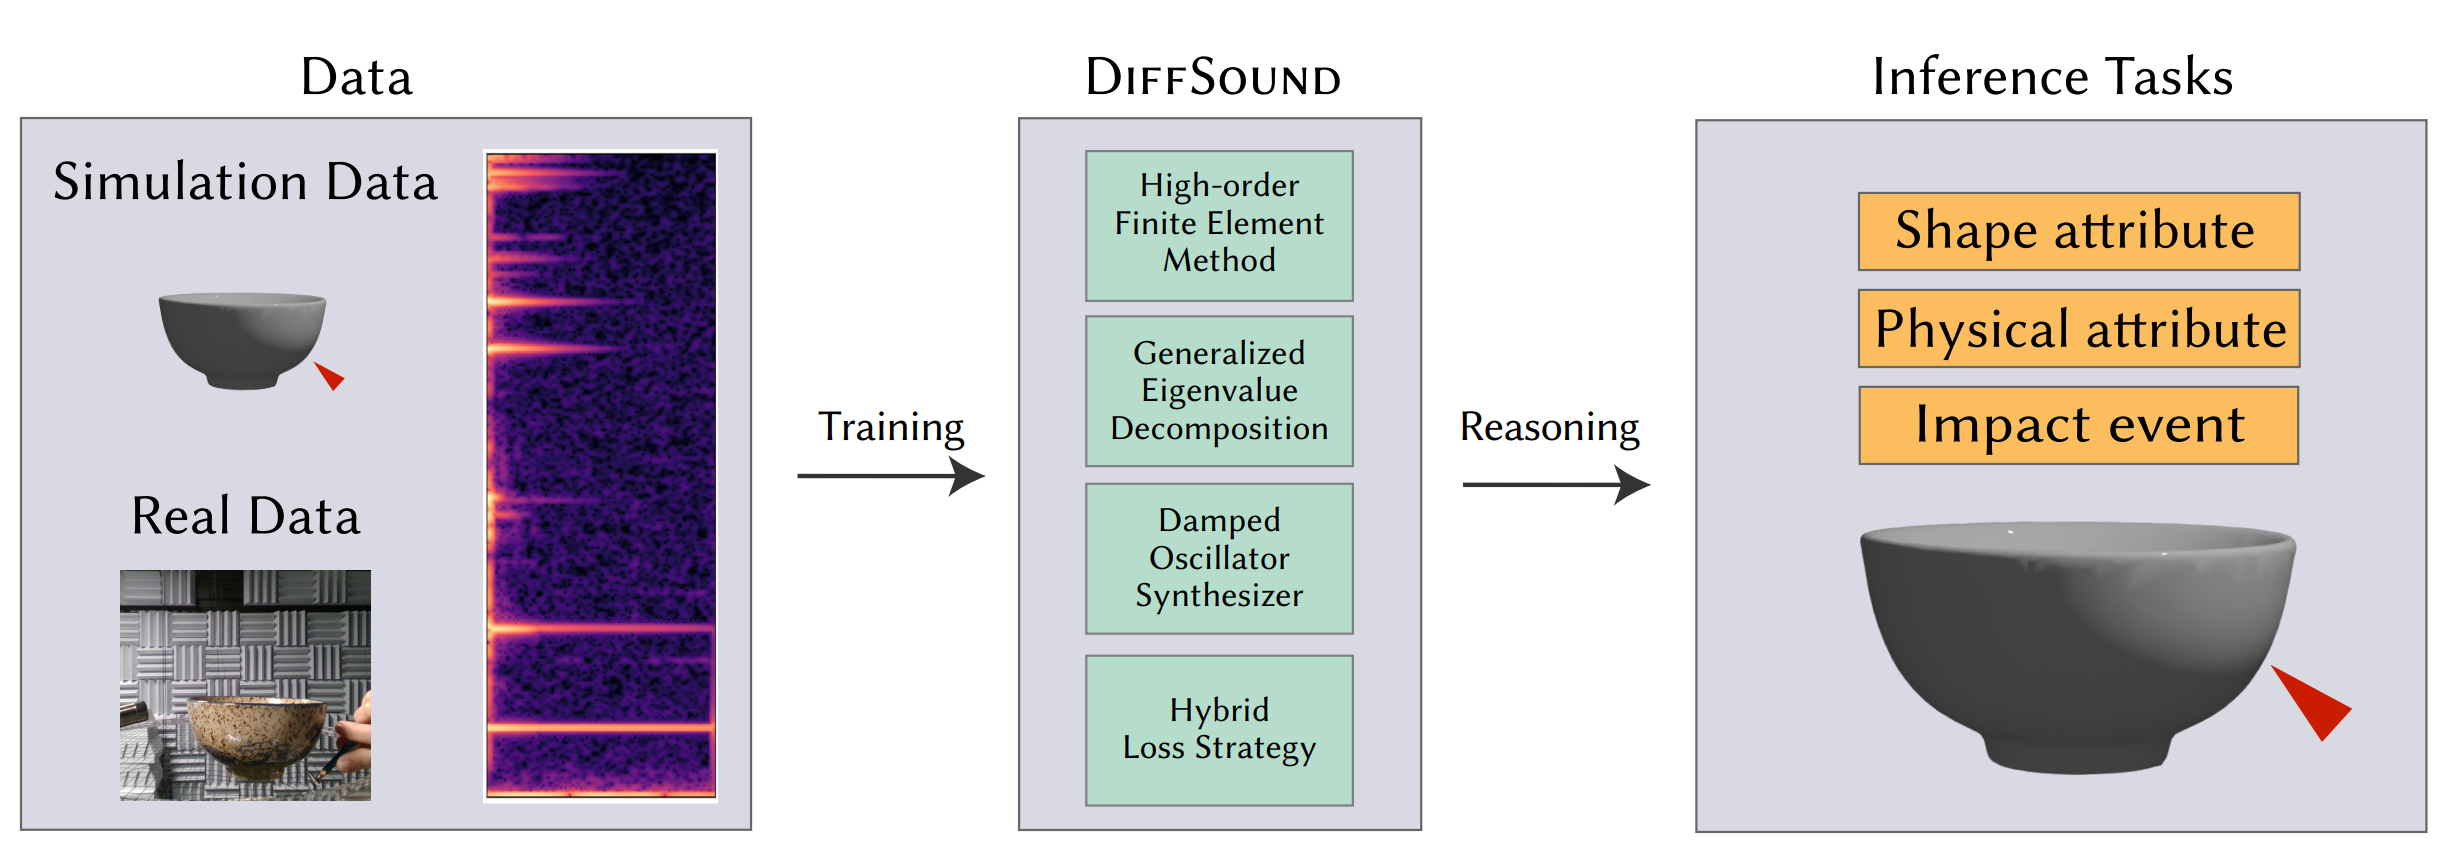 Data
Simulation Data
Real Data
Training
DIFFSOUND
High-order
Finite Element
Method
Generalized
Eigenvalue
Decomposition
Damped
Oscillator
Synthesizer
Hybrid
Loss Strategy
Reasoning
Inference Tasks
Shape attribute
Physical attribute
Impact event